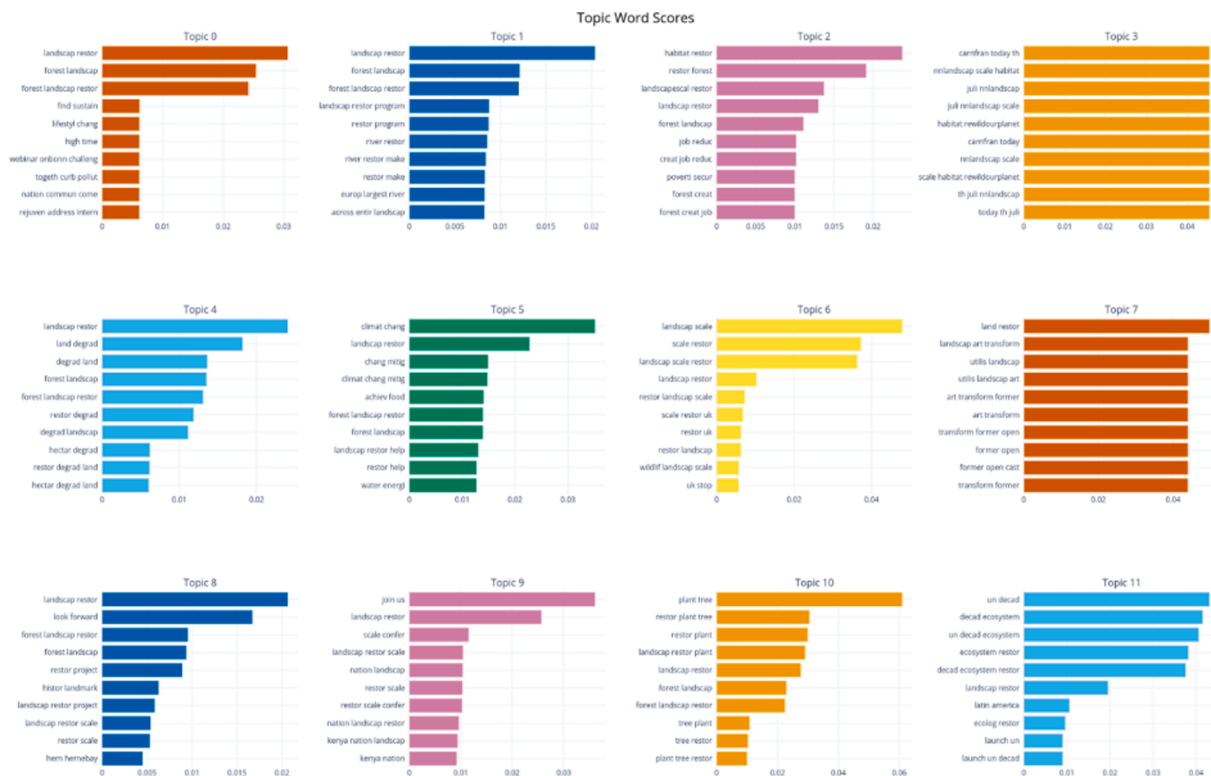 Topic Word Scores
Topic 0
landscap restor
forest landscap
forest landscap restor
find sustain
lifestyl chang
high time
webinar onbonn challeng
togeth curb pollut
nation commun come
rejuven address intern
0
0.01
0.02
0.03
Topic 1
landscap restor
forest landscap
forest landscap restor
landscap restor program
restor program
river restor
river restor make
restor make
europ largest river
across entir landscap
0
0.005
0.01
0.015
0.02
Topic 2
habitat restor
restor forest
landscapescal restor
landscap restor
forest landscap
job reduc
creat job reduc
poverti secur
forest creat
forest creat job
0
0.005
0.01
0.015
0.02
Topic 3
carrifran today th
nnlandscap scale habitat
juli nnlandscap
juli nnlandscap scale
habitat rewildourplanet
carrifran today
nnlandscap scale
scale habitat rewildourplanet
th juli nnlandscap
today th juli
0
0.01
0.02
0.03
0.04
Topic 4
landscap restor
land degrad
degrad land
forest landscap
forest landscap restor
restor degrad
degrad landscap
hectar degrad
restor degrad land
hectar degrad land
0
0.01
0.02
Topic 5
climat chang
landscap restor
chang mitig
climat chang mitig
achiev food
forest landscap restor
forest landscap
landscap restor help
restor help
water energi
0
0.01
0.02
0.03
Topic 6
landscap scale
scale restor
landscap scale restor
landscap restor
restor landscap scale
scale restor uk
restor uk
restor landscap
wildlif landscap scale
uk stop
0
0.02
0.04
Topic 7
land restor
landscap art transform
utilis landscap
utilis landscap art
art transform former
art transform
transform former open
former open
former open cast
transform former
0
0.02
0.04
Topic 8
landscap restor
look forward
forest landscap restor
forest landscap
restor project
histor landmark
landscap restor project
landscap restor scale
restor scale
hern hernebay
0
0.005
0.01
0.015
0.02
Topic 9
join us
landscap restor
scale confer
landscap restor scale
nation landscap
restor scale
restor scale confer
nation landscap restor
kenya nation landscap
kenya nation
0
0.01
0.02
0.03
Topic 10
plant tree
restor plant tree
restor plant
landscap restor plant
landscap restor
forest landscap
forest landscap restor
tree plant
tree restor
plant tree restor
0
0.02
0.04
0.06
Topic 11
un decad
decad ecosystem
un decad ecosystem
ecosystem restor
decad ecosystem restor
landscap restor
latin america
ecolog restor
launch un
launch un decad
0
0.01
0.02
0.03
0.04